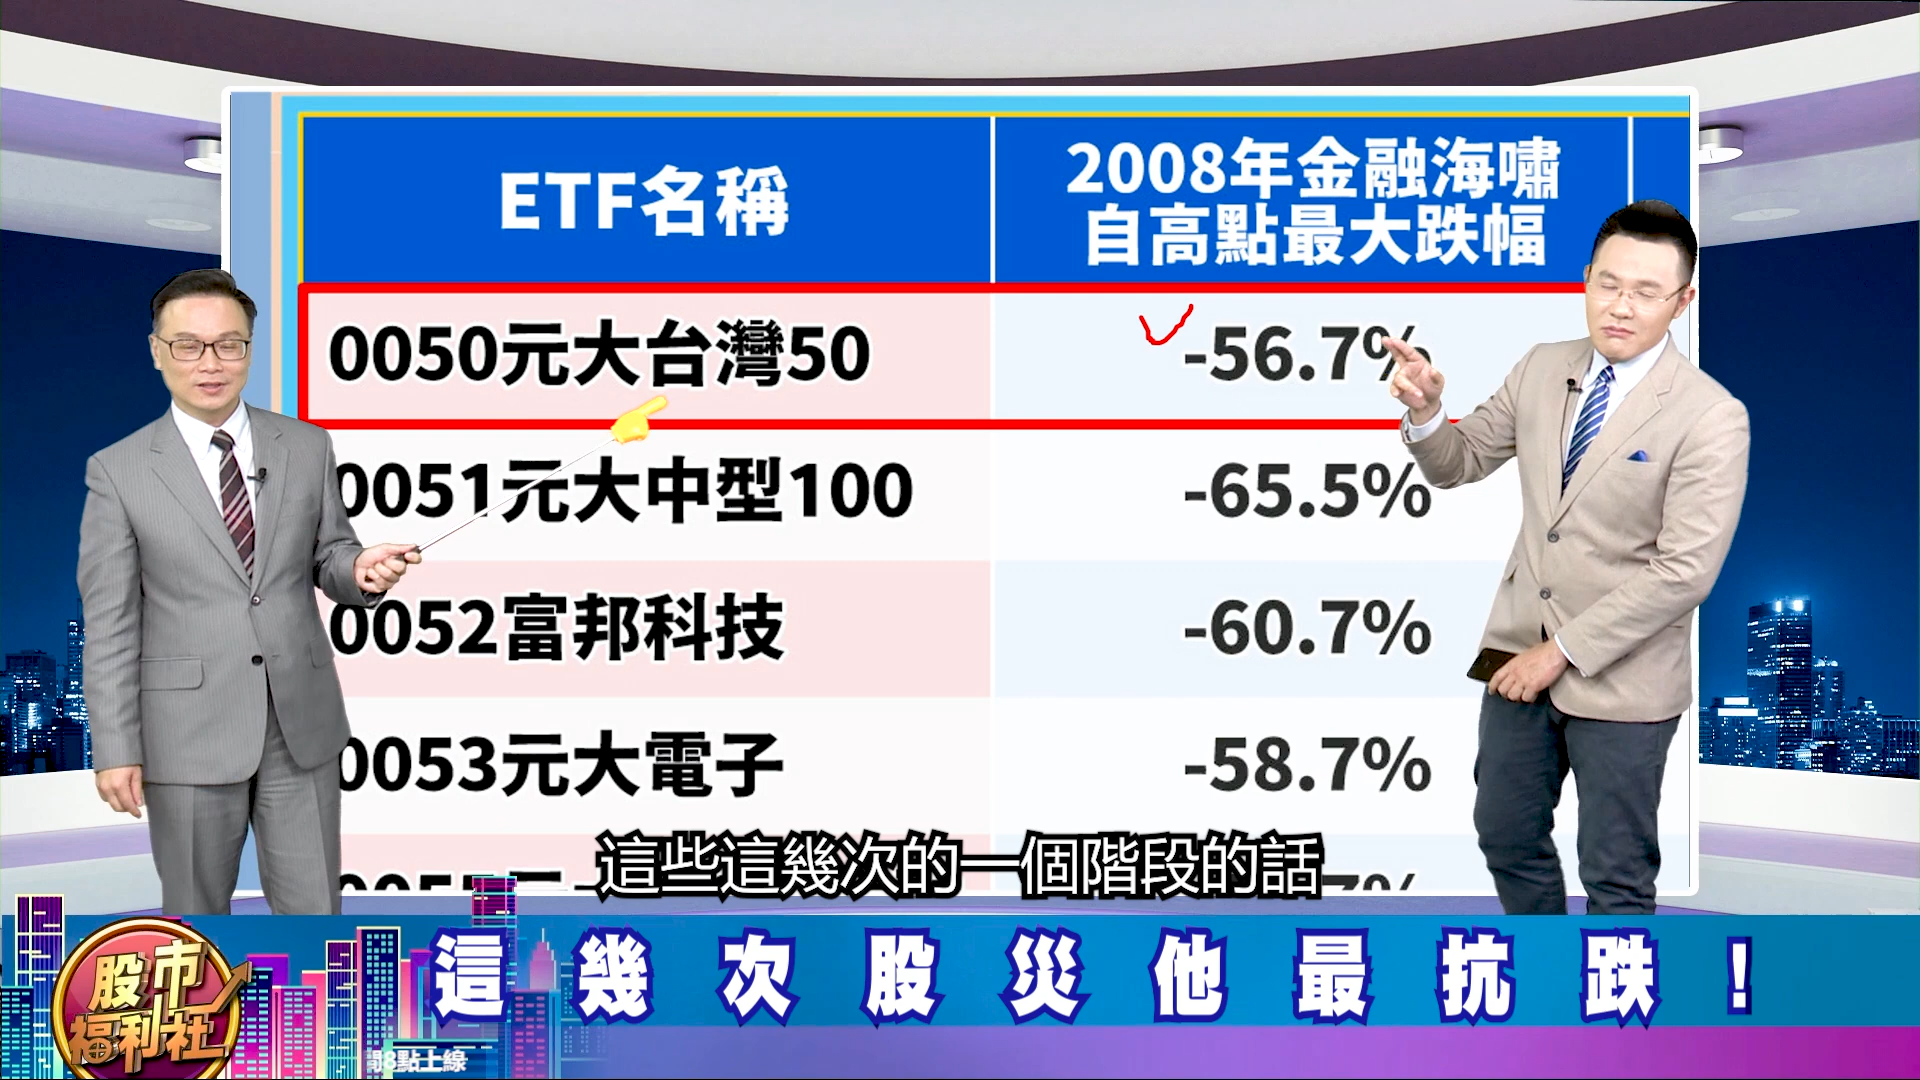 ETF名稱
2008年金融海嘯
自高點最大跌幅
0050元大台灣50
-56.7%
0051元大中型100
-65.5%
0052富邦科技
-60.7%
0053元大電子
-58.7%
這些這幾次的一個階段的話
這幾次股災他最抗跌！
股市
福利社
8點上線